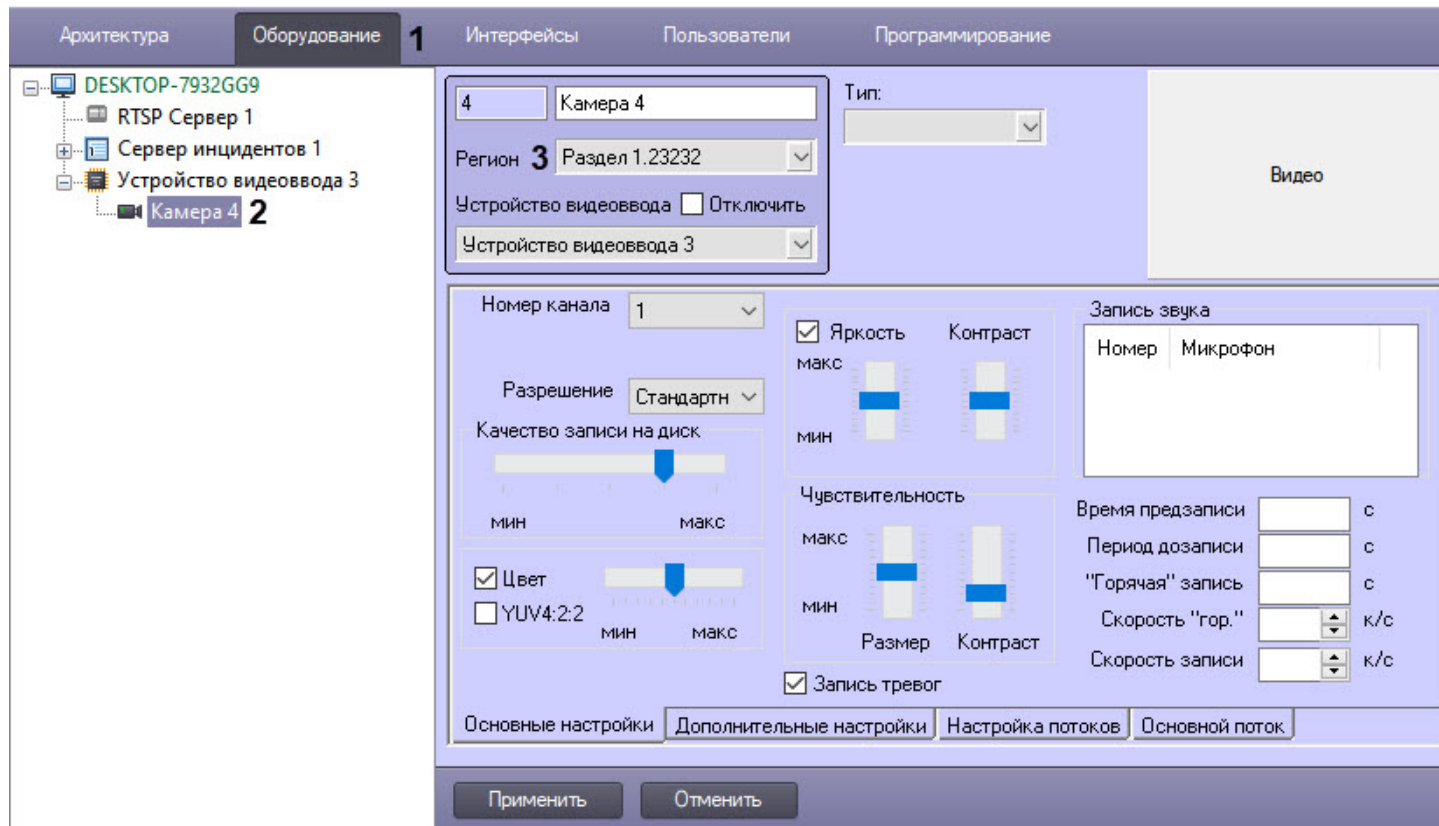 Архитектура Оборудование 1 Интерфейсы Пользователи Программирование
DESKTOP-7932GG9
RTSP Сервер 1
Сервер инцидентов 1
Устройство видеоввода 3
Камера 4 2
4 Камера 4
Регион 3 Раздел 1.23232
Устройство видеоввода Отключить
Устройство видеоввода 3
Тип:
Видео
Номер канала 1
Разрешение Стандартн
Качество записи на диск
мин макс
Цвет
YUV4:2:2
мин макс
Яркость Контраст
макс
мин
Чувствительность
макс
мин
Размер Контраст
Запись тревог
Запись звука
Номер Микрофон
Время предзаписи с
Период дозаписи с
"Горячая" запись с
Скорость "гор." к/с
Скорость записи к/с
Основные настройки Дополнительные настройки Настройка потоков Основной поток
Применить Отменить